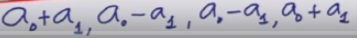 a₀+a₁, a₀-a₁, a₀-a₁, a₀+a₁